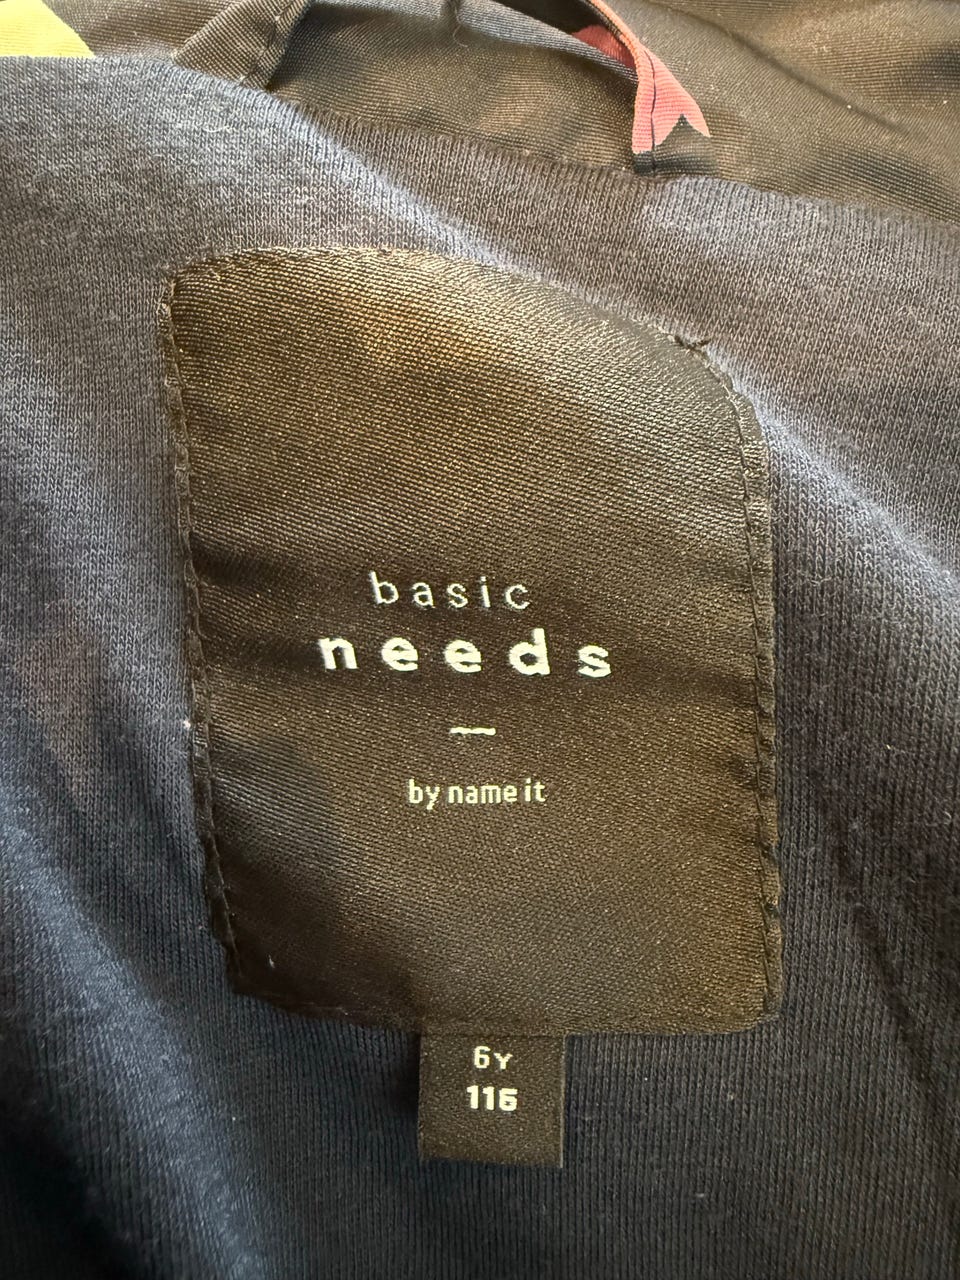 basic
needs
—
by name it
6Y
116